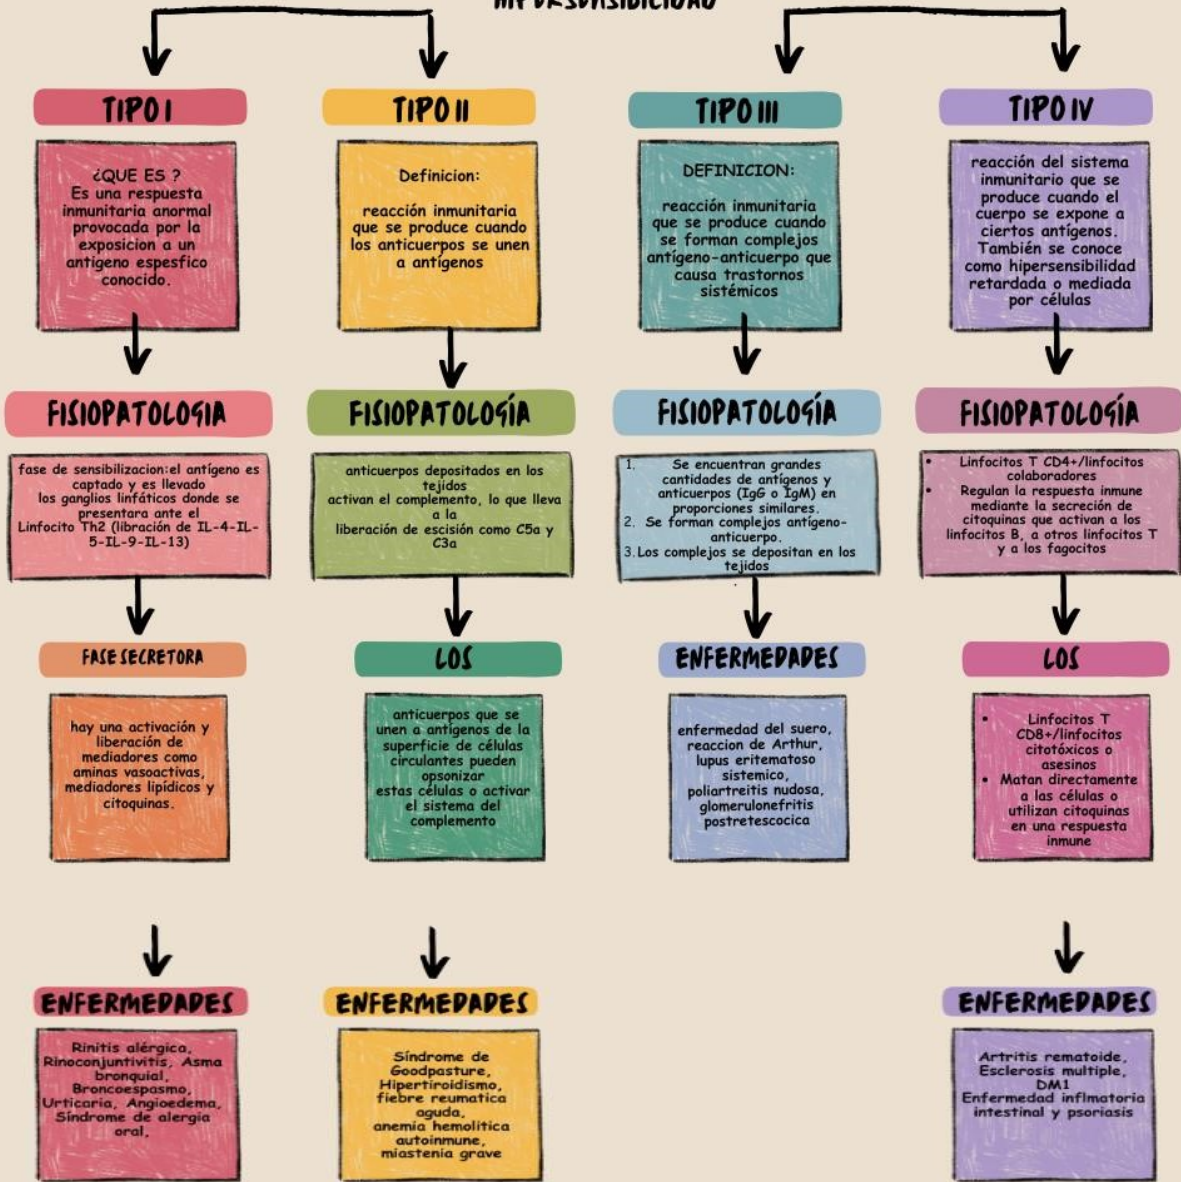 TIPO I
¿QUE ES ?
Es una respuesta
inmunitaria anormal
provocada por la
exposicion a un
antigeno espesfico
conocido.
FISIOPATOLOGIA
fase de sensibilizacion:el antígeno es
captado y es llevado
los ganglios linfáticos donde se
presentara ante el
Linfocito Th2 (libración de IL-4-IL-
5-IL-9-IL-13)
FASE SECRETORA
hay una activación y
liberación de
mediadores como
aminas vasoactivas,
mediadores lipídicos y
citoquinas.
ENFERMEDADES
Rinitis alérgica,
Rinoconjuntivitis, Asma
bronquial,
Broncoespasmo,
Urticaria, Angioedema,
Síndrome de alergia
oral,
TIPO II
Definicion:
reacción inmunitaria
que se produce cuando
los anticuerpos se unen
a antígenos
FISIOPATOLOGÍA
anticuerpos depositados en los
tejidos
activan el complemento, lo que lleva
a la
liberación de escisión como C5a y
C3a
LOS
anticuerpos que se
unen a antígenos de la
superficie de células
circulantes pueden
opsonizar
estas células o activar
el sistema del
complemento
ENFERMEDADES
Síndrome de
Goodpasture,
Hipertiroidismo,
fiebre reumatica
aguda,
anemia hemolitica
autoinmune,
miastenia grave
TIPO III
DEFINICION:
reacción inmunitaria
que se produce cuando
se forman complejos
antígeno-anticuerpo que
causa trastornos
sistémicos
FISIOPATOLOGÍA
1. Se encuentran grandes
cantidades de antígenos y
anticuerpos (IgG o IgM) en
proporciones similares.
2. Se forman complejos antígeno-
anticuerpo.
3. Los complejos se depositan en los
tejidos
.
ENFERMEDADES
enfermedad del suero,
reaccion de Arthur,
lupus eritematoso
sistemico,
poliartreitis nudosa,
glomerulonefritis
postretescocica
TIPO IV
reacción del sistema
inmunitario que se
produce cuando el
cuerpo se expone a
ciertos antígenos.
También se conoce
como hipersensibilidad
retardada o mediada
por células
FISIOPATOLOGÍA
• Linfocitos T CD4+/linfocitos
colaboradores
• Regulan la respuesta inmune
mediante la secreción de
citoquinas que activan a los
linfocitos B, a otros linfocitos T
y a los fagocitos
LOS
• Linfocitos T
CD8+/linfocitos
citotóxicos o
asesinos
• Matan directamente
a las células o
utilizan citoquinas
en una respuesta
inmune
ENFERMEDADES
Artritis rematoide,
Esclerosis multiple,
DM1
Enfermedad inflmatoria
intestinal y psoriasis